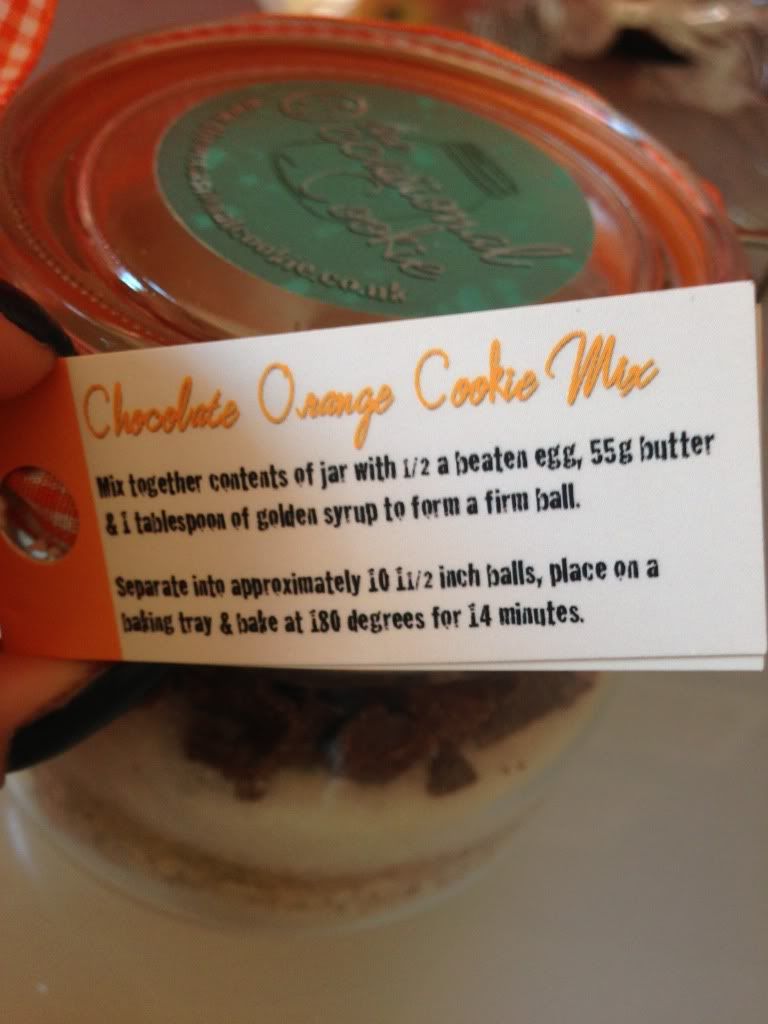 Cookie
Chocolate Orange Cookie Mix
Mix together contents of jar with 1/2 a beaten egg, 55g butter
& 1 tablespoon of golden syrup to form a firm ball.
Separate into approximately 10 11/2 inch balls, place on a
baking tray & bake at 180 degrees for 14 minutes.